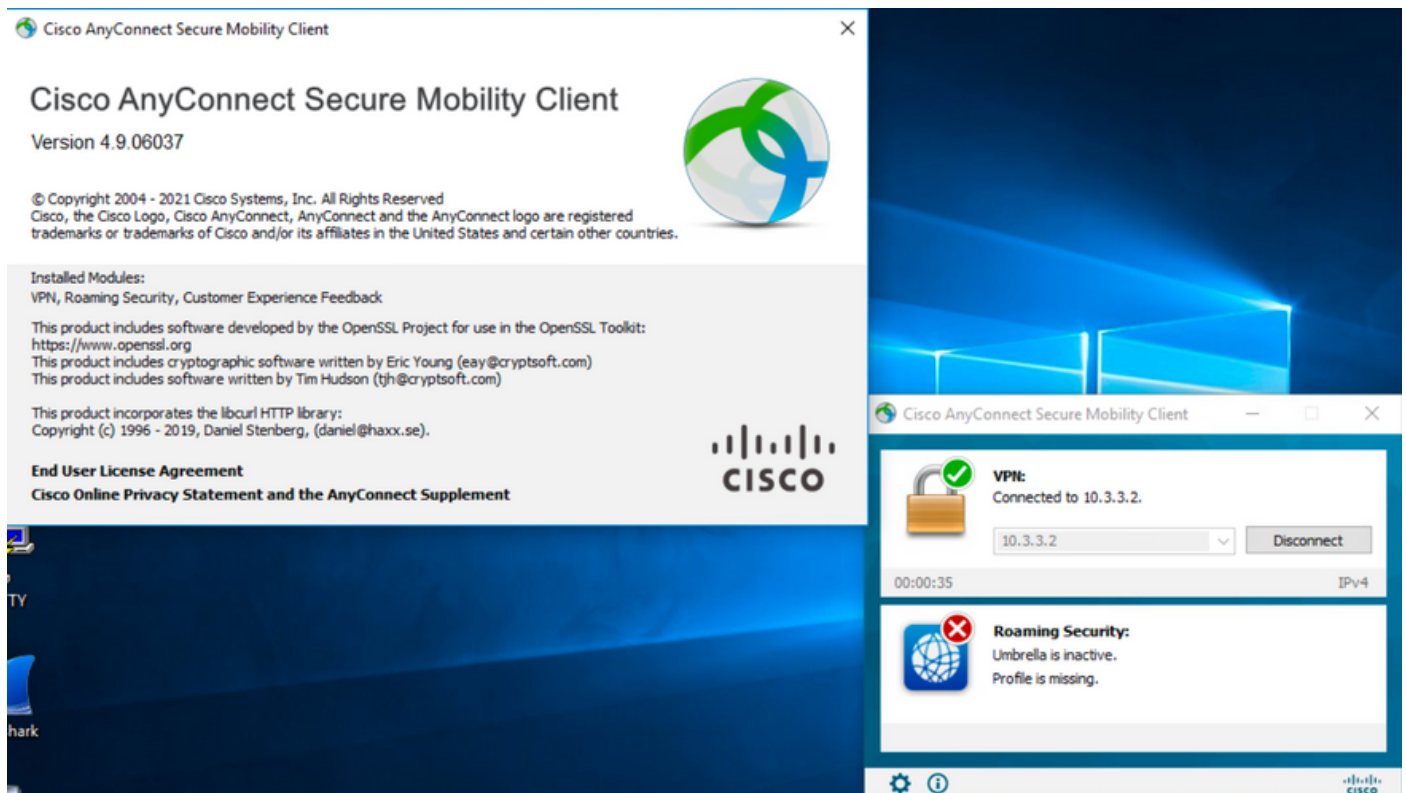 Cisco AnyConnect Secure Mobility Client
Cisco AnyConnect Secure Mobility Client
Version 4.9.06037
© Copyright 2004 - 2021 Cisco Systems, Inc. All Rights Reserved
Cisco, the Cisco Logo, Cisco AnyConnect, AnyConnect and the AnyConnect logo are registered
trademarks or trademarks of Cisco and/or its affiliates in the United States and certain other countries.
Installed Modules:
VPN, Roaming Security, Customer Experience Feedback
This product includes software developed by the OpenSSL Project for use in the OpenSSL Toolkit:
https://www.openssl.org
This product includes cryptographic software written by Eric Young (eay@cryptsoft.com)
This product includes software written by Tim Hudson (tjh@cryptsoft.com)
This product incorporates the libcurl HTTP library:
Copyright (c) 1996 - 2019, Daniel Stenberg, (daniel@haxx.se).
End User License Agreement
Cisco Online Privacy Statement and the AnyConnect Supplement
CISCO
TY
hark
Cisco AnyConnect Secure Mobility Client
VPN:
Connected to 10.3.3.2.
10.3.3.2
Disconnect
00:00:35
IPv4
Roaming Security:
Umbrella is inactive.
Profile is missing.
CISCO